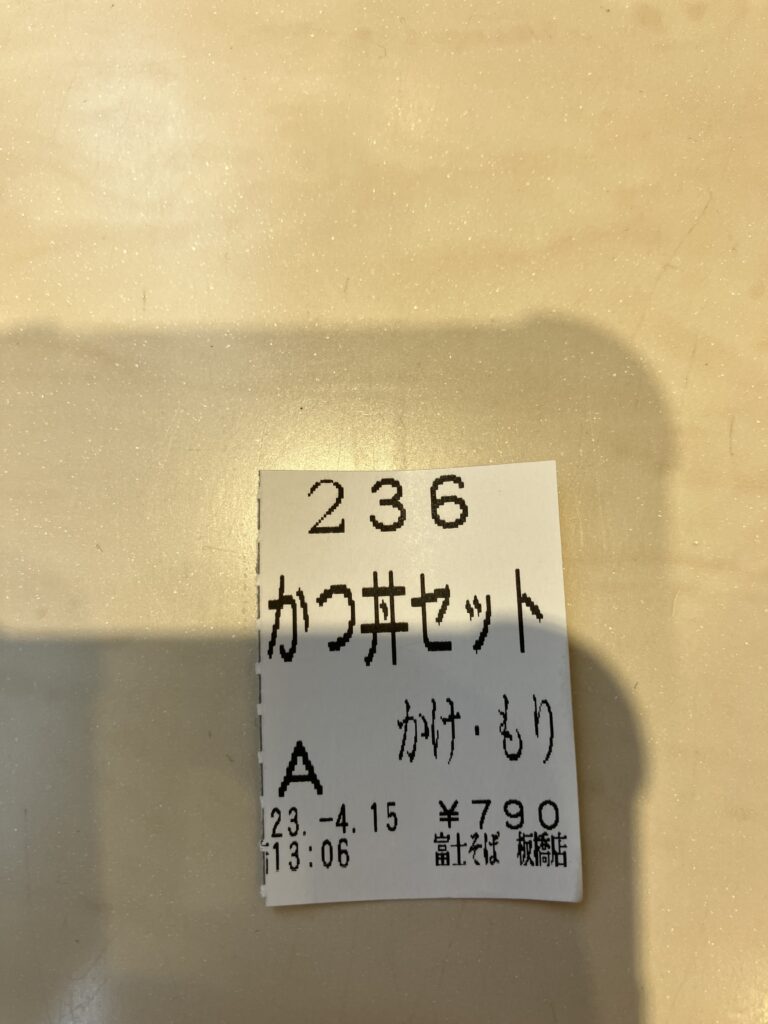 236
かつ丼セット
かけ・もり
A
23.-4.15 ¥790
13:06 富士そば 板橋店